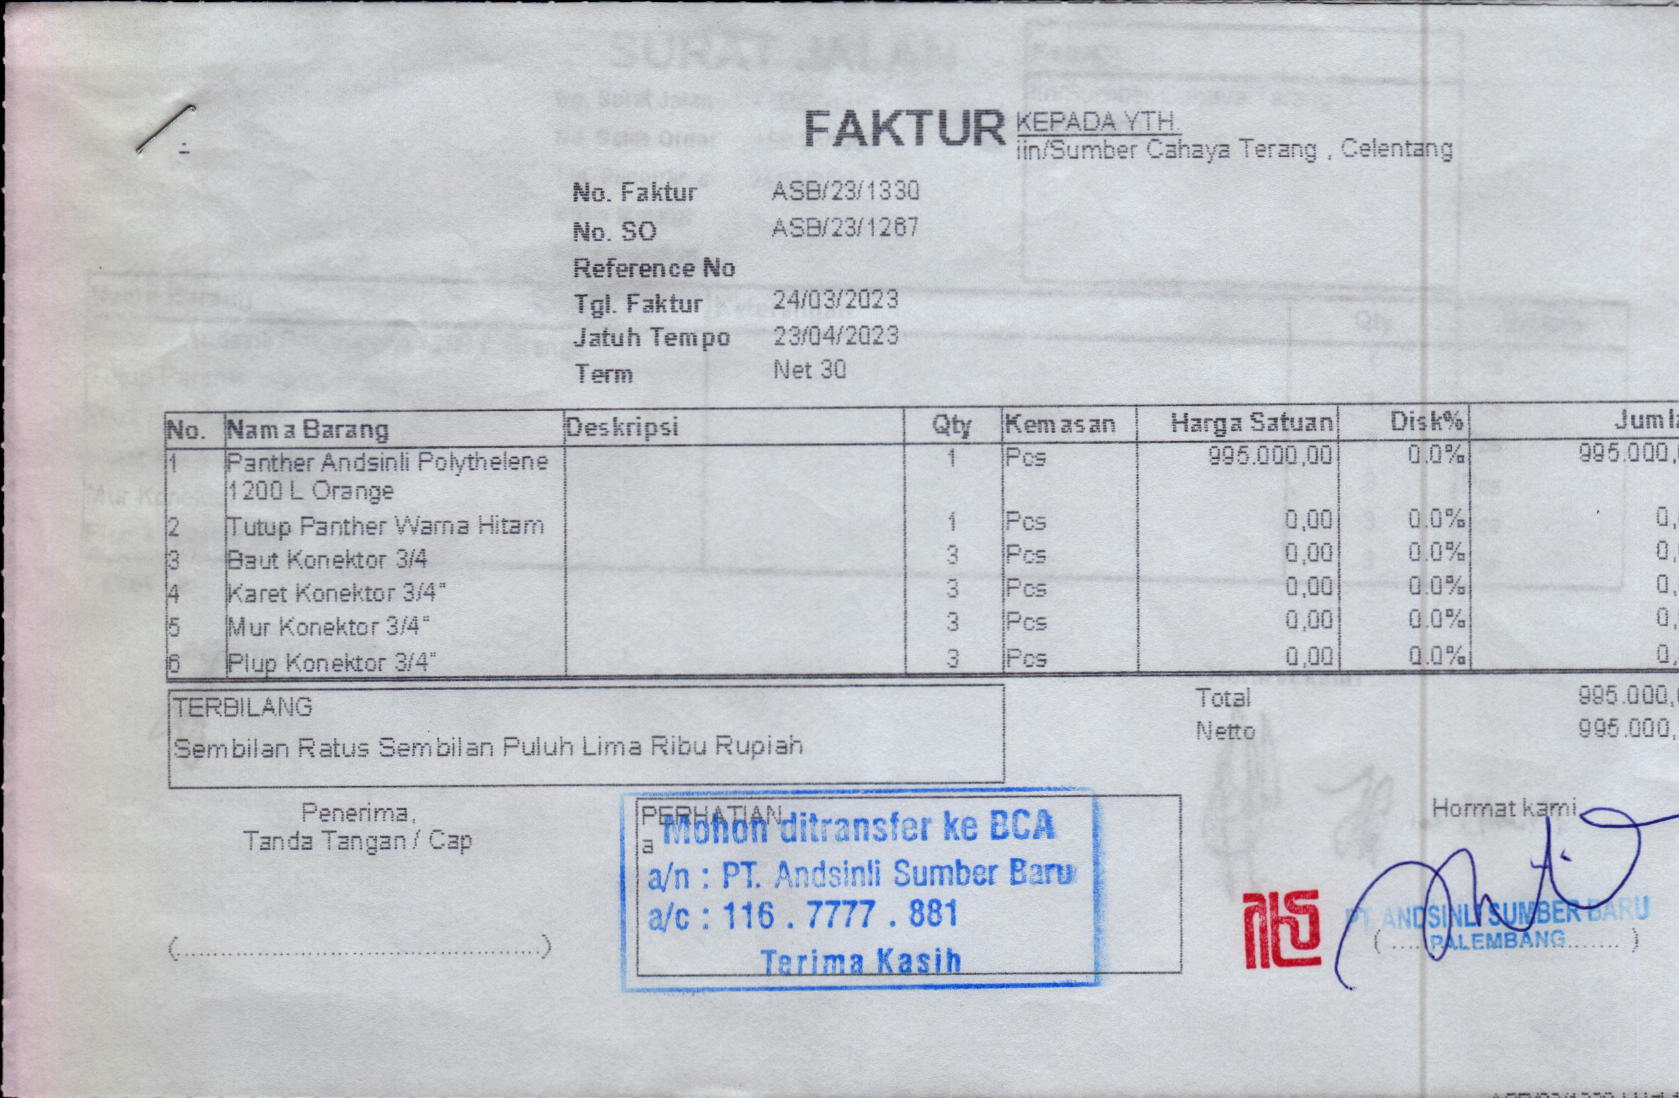 FAKTUR
KEPADA YTH.
iin/Sumber Cahaya Terang , Celentang
No. Faktur ASB/23/1330
No. SO ASB/23/1287
Reference No
Tgl. Faktur 24/03/2023
Jatuh Tempo 23/04/2023
Term Net 30
No. Nama Barang Deskripsi Qty Kemasan Harga Satuan Disk% Jumla
1 Panther Andsinli Polythelene 1 Pcs 995.000,00 0.0% 995.000,
1200 L Orange
2 Tutup Panther Warna Hitam 1 Pcs 0,00 0.0% 0,
3 Baut Konektor 3/4 3 Pcs 0,00 0.0% 0,
4 Karet Konektor 3/4" 3 Pcs 0,00 0.0% 0,
5 Mur Konektor 3/4" 3 Pcs 0,00 0.0% 0,
6 Plup Konektor 3/4" 3 Pcs 0,00 0.0% 0,
Total 995.000,
Netto 995.000,
TERBILANG
Sembilan Ratus Sembilan Puluh Lima Ribu Rupiah
Penerima,
Tanda Tangan / Cap
(..............................................)
PERHATIAN
a
Mohon ditransfer ke BCA
a/n : PT. Andsinli Sumber Baru
a/c : 116 . 7777 . 881
Terima Kasih
Hormat kami
PT. ANDSINLI SUMBER BARU
PALEMBANG